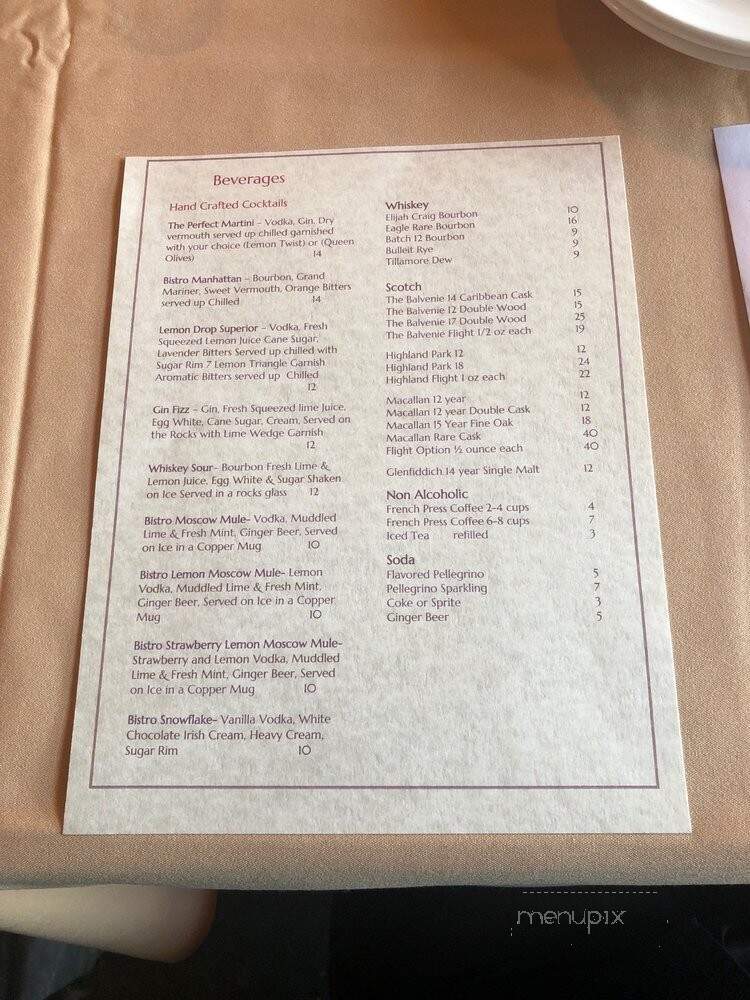 Beverages
Hand Crafted Cocktails
The Perfect Martini – Vodka, Gin, Dry
vermouth served up chilled garnished
with your choice (Lemon Twist) or (Queen
Olives) 14
Bistro Manhattan – Bourbon, Grand
Mariner, Sweet Vermouth, Orange Bitters
served up Chilled 14
Lemon Drop Superior – Vodka, Fresh
Squeezed Lemon Juice Cane Sugar,
Lavender Bitters Served up chilled with
Sugar Rim 7 Lemon Triangle Garnish
Aromatic Bitters served up Chilled
12
Gin Fizz – Gin, Fresh Squeezed lime Juice,
Egg White, Cane Sugar, Cream, Served on
the Rocks with Lime Wedge Garnish
12
Whiskey Sour– Bourbon Fresh Lime &
Lemon Juice, Egg White & Sugar Shaken
on Ice Served in a rocks glass 12
Bistro Moscow Mule– Vodka, Muddled
Lime & Fresh Mint, Ginger Beer, Served
on Ice in a Copper Mug 10
Bistro Lemon Moscow Mule– Lemon
Vodka, Muddled Lime & Fresh Mint,
Ginger Beer, Served on Ice in a Copper
Mug 10
Bistro Strawberry Lemon Moscow Mule–
Strawberry and Lemon Vodka, Muddled
Lime & Fresh Mint, Ginger Beer, Served
on Ice in a Copper Mug 10
Bistro Snowflake– Vanilla Vodka, White
Chocolate Irish Cream, Heavy Cream,
Sugar Rim 10
Whiskey
Elijah Craig Bourbon 10
Eagle Rare Bourbon 16
Batch 12 Bourbon 9
Bulleit Rye 9
Tillamore Dew 9
Scotch
The Balvenie 14 Caribbean Cask 15
The Balvenie 12 Double Wood 15
The Balvenie 17 Double Wood 25
The Balvenie Flight 1/2 oz each 19
Highland Park 12 12
Highland Park 18 24
Highland Flight 1 oz each 22
Macallan 12 year 12
Macallan 12 year Double Cask 12
Macallan 15 Year Fine Oak 18
Macallan Rare Cask 40
Flight Option ½ ounce each 40
Glenfiddich 14 year Single Malt 12
Non Alcoholic
French Press Coffee 2-4 cups 4
French Press Coffee 6-8 cups 7
Iced Tea refilled 3
Soda
Flavored Pellegrino 5
Pellegrino Sparkling 7
Coke or Sprite 3
Ginger Beer 5
menupix